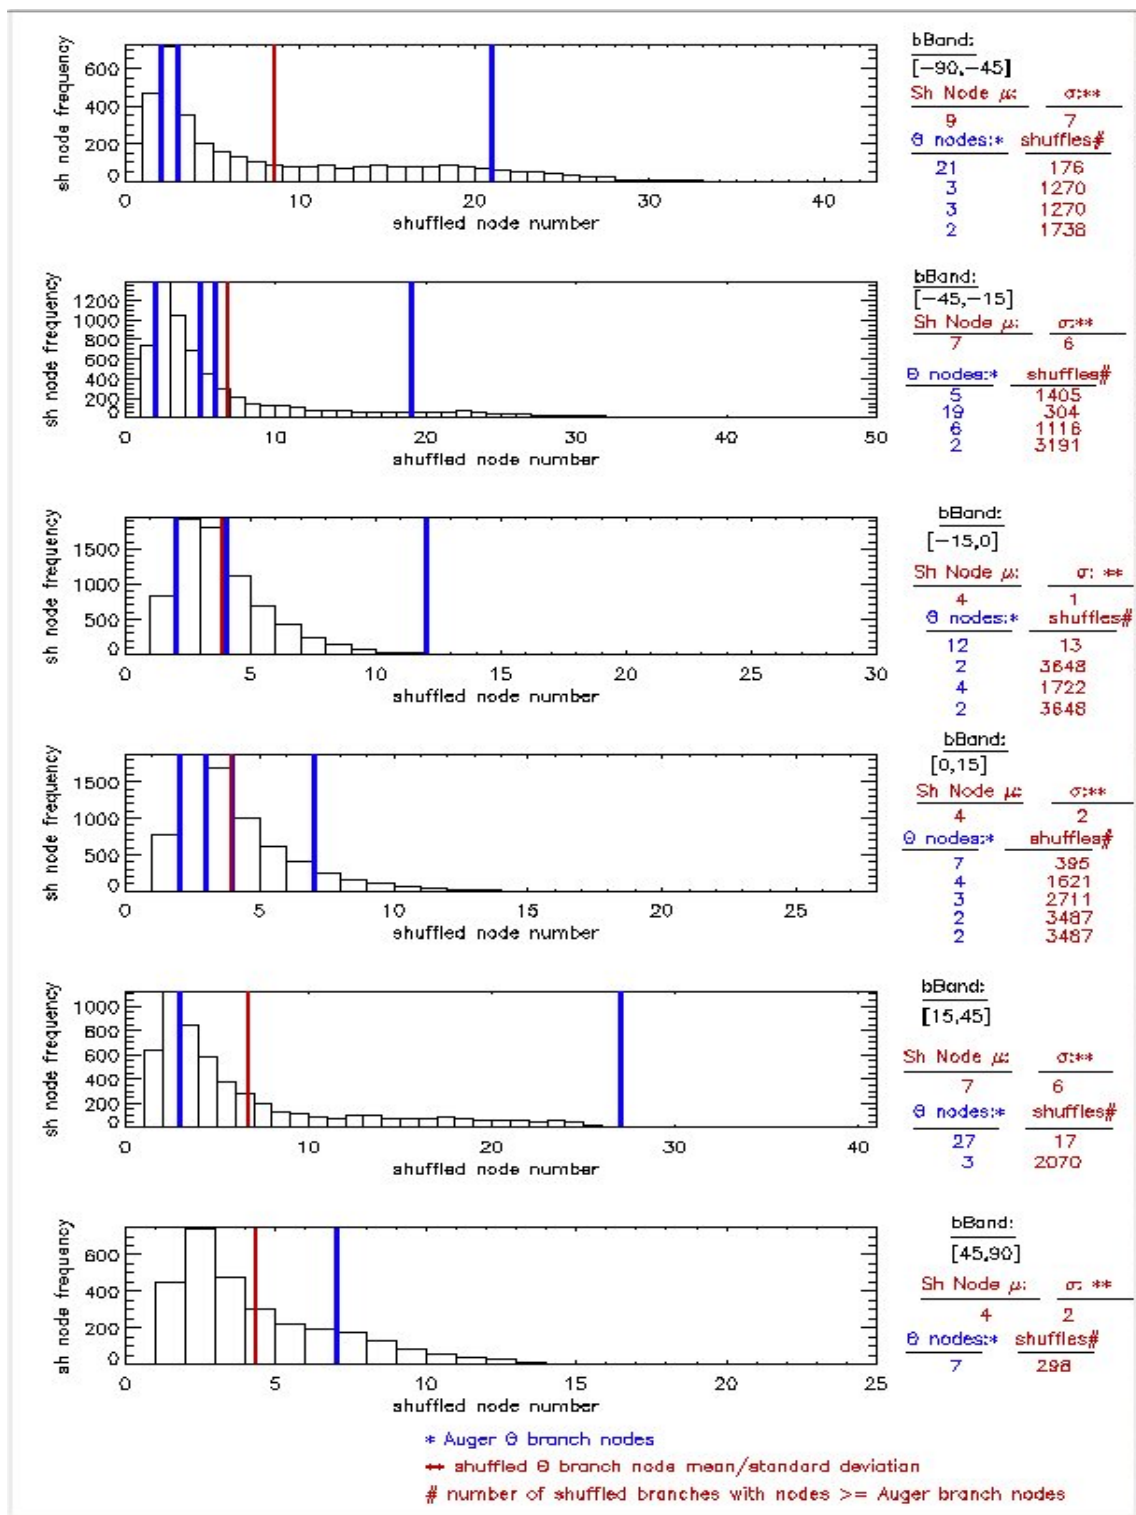 sh node frequency
600
400
200
0
0 10 20 30 40
shuffled node number
bBand:
[-90,-45]
Sh Node μ: σ:**
9 7
Θ nodes:* shuffles#
21 176
3 1270
3 1270
2 1738
sh node frequency
1200
1000
800
600
400
200
0
0 10 20 30 40 50
shuffled node number
bBand:
[-45,-15]
Sh Node μ: σ:**
7 6
Θ nodes:* shuffles#
5 1405
19 304
6 1116
2 3191
sh node frequency
1500
1000
500
0
0 5 10 15 20 25 30
shuffled node number
bBand:
[-15,0]
Sh Node μ: σ: **
4 1
Θ nodes:* shuffles#
12 13
2 3648
4 1722
2 3648
sh node frequency
1500
1000
500
0
0 5 10 15 20 25
shuffled node number
bBand:
[0,15]
Sh Node μ: σ:**
4 2
Θ nodes:* shuffles#
7 395
4 1621
3 2711
2 3487
2 3487
sh node frequency
1000
800
600
400
200
0
0 10 20 30 40
shuffled node number
bBand:
[15,45]
Sh Node μ: σ:**
7 6
Θ nodes:* shuffles#
27 17
3 2070
sh node frequency
600
400
200
0
0 5 10 15 20 25
shuffled node number
bBand:
[45,90]
Sh Node μ: σ: **
4 2
Θ nodes:* shuffles#
7 298
* Auger Θ branch nodes
** shuffled Θ branch node mean/standard deviation
# number of shuffled branches with nodes >= Auger branch nodes